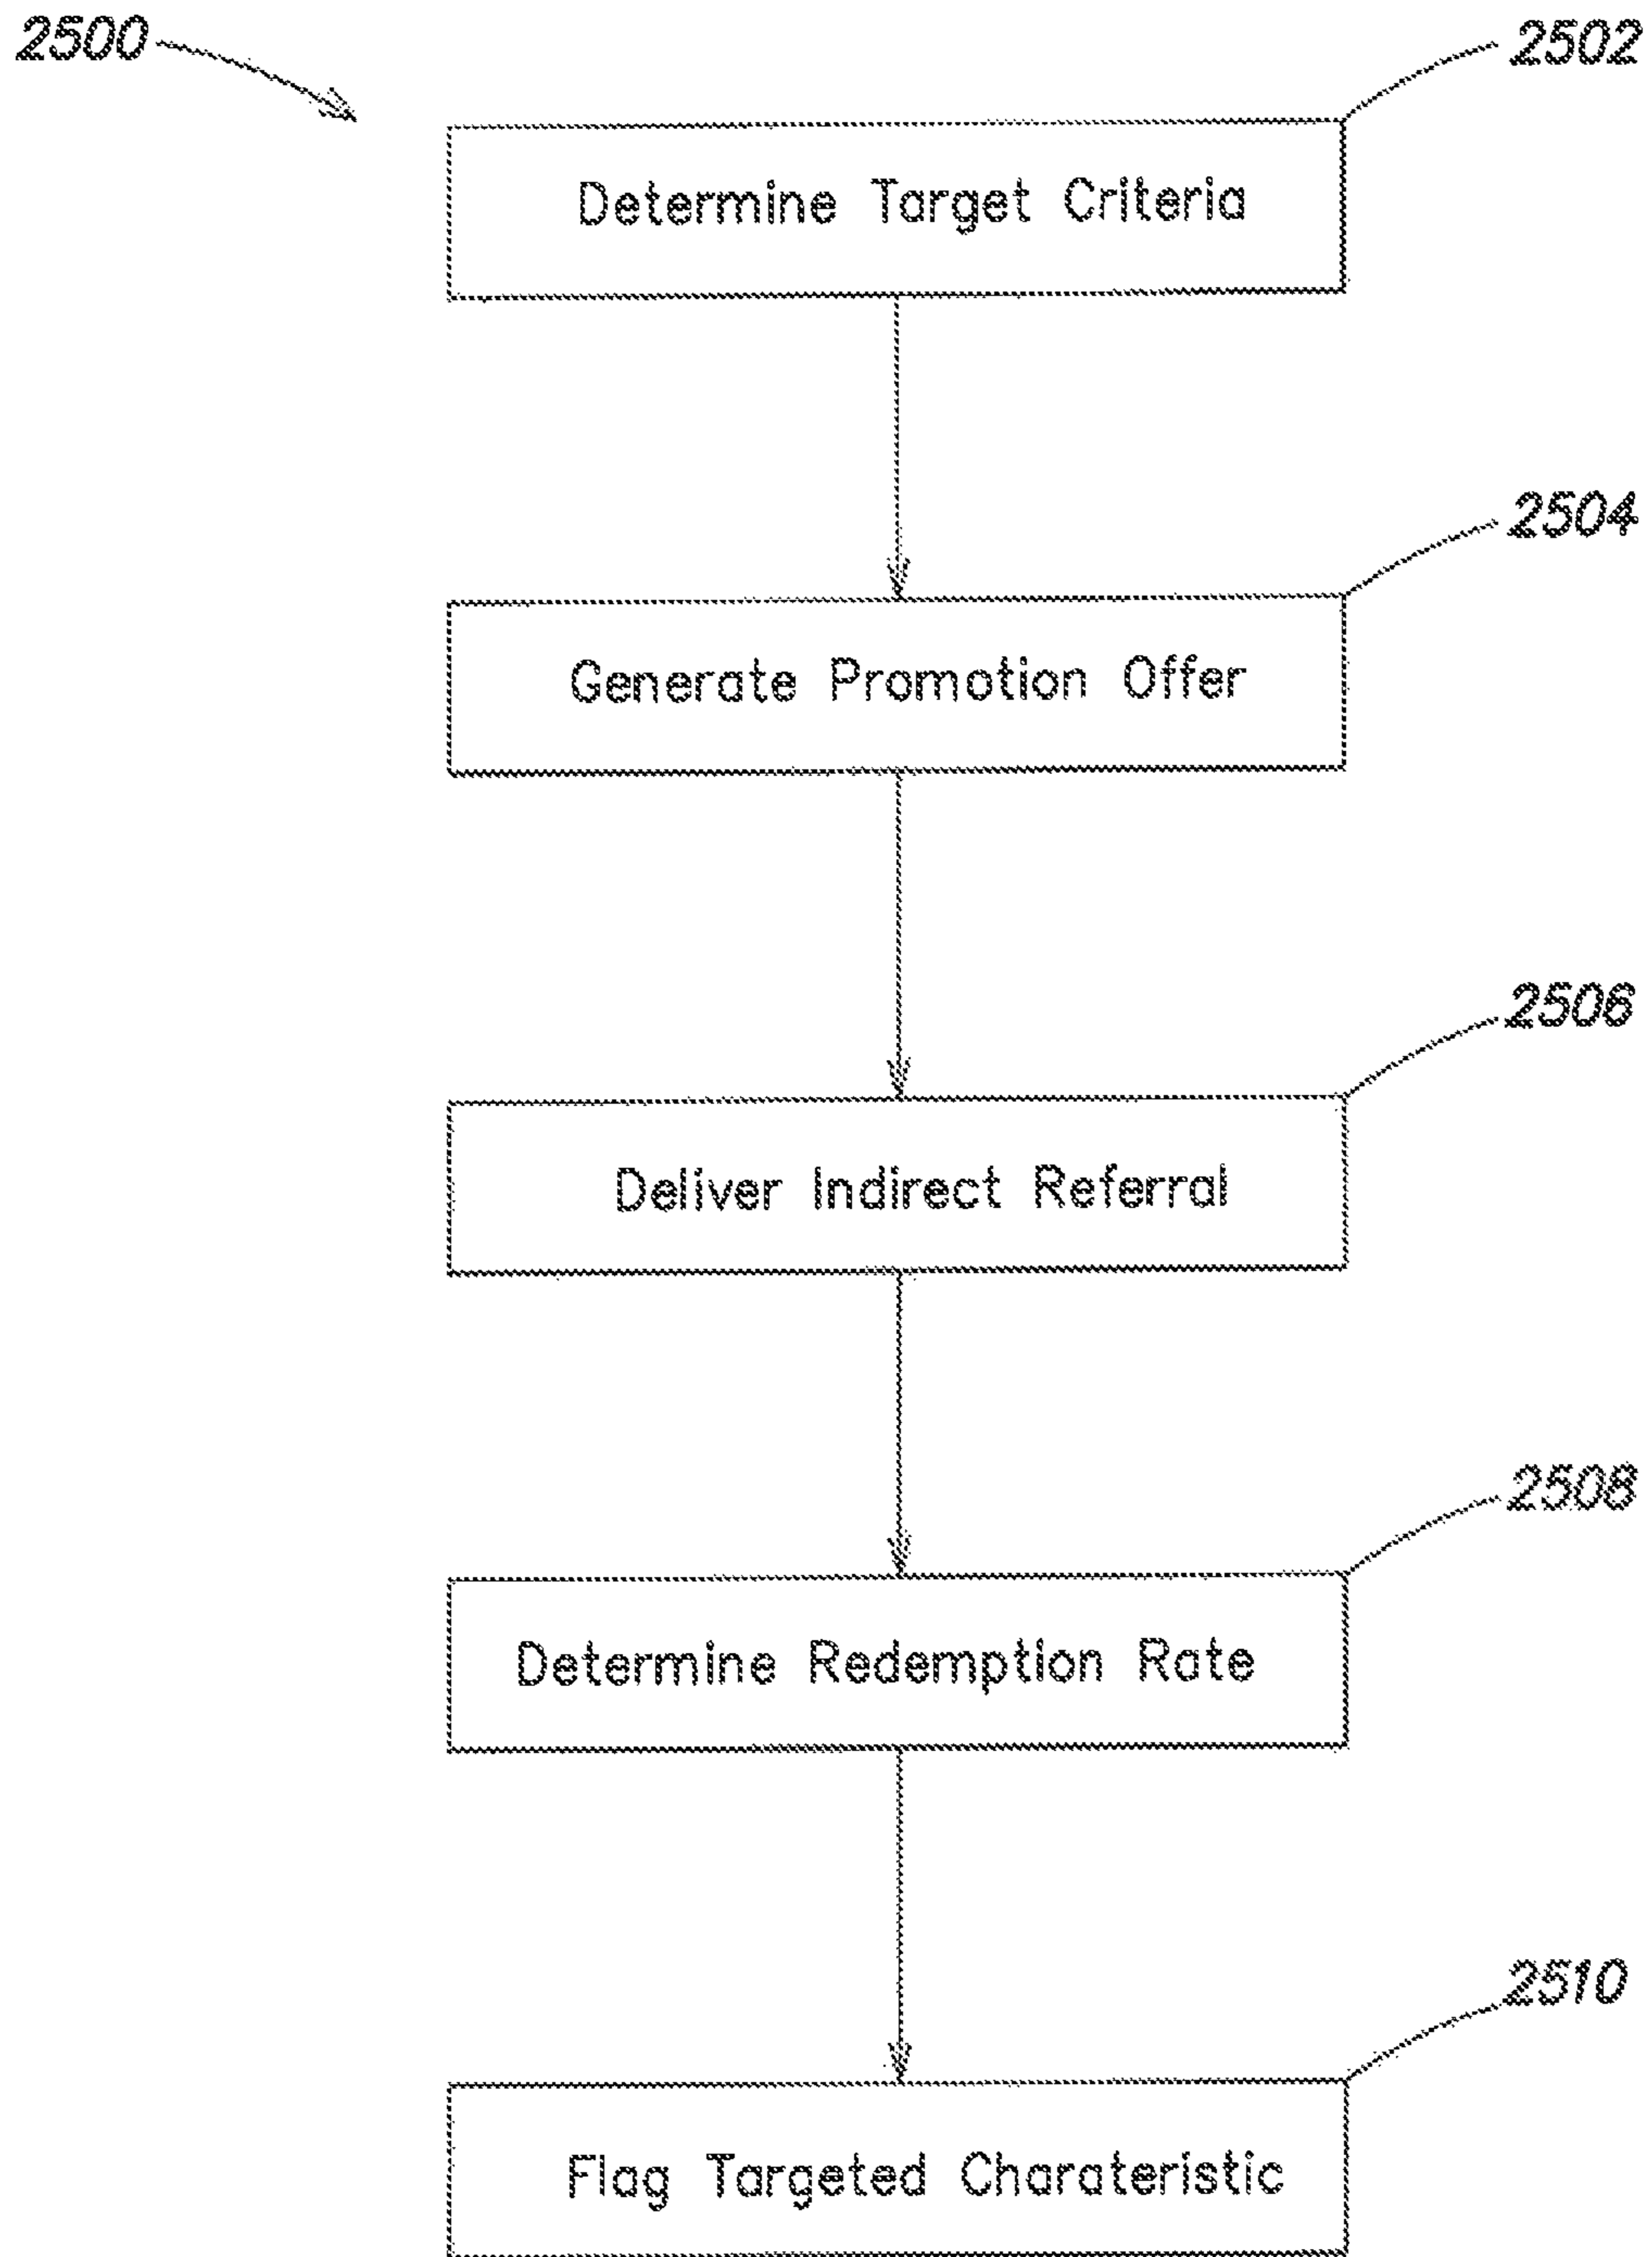 2500
2502
Determine Target Criteria
2504
Generate Promotion Offer
2506
Deliver Indirect Referral
2508
Determine Redemption Rate
2510
Flag Targeted Charateristic